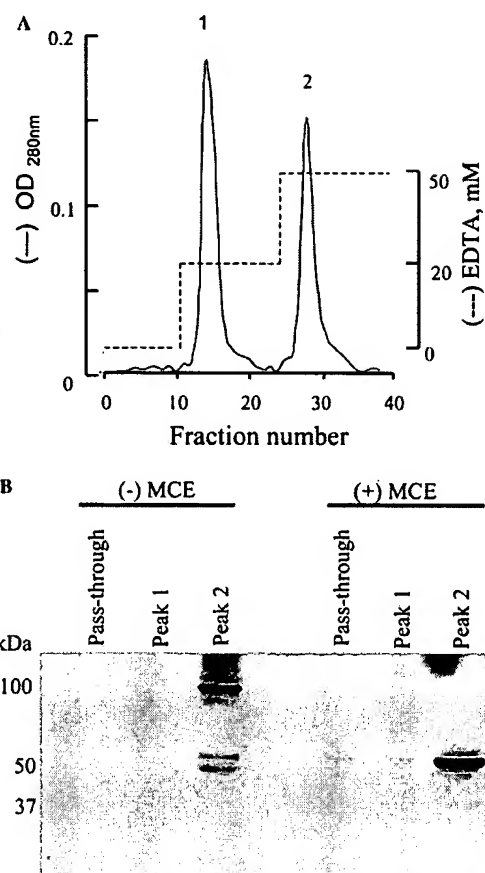 A
1
2
0.2
0.1
0
(—) OD 280nm
50
20
0
(---) EDTA, mM
0 10 20 30 40
Fraction number
B
(-) MCE (+) MCE
Pass-through Peak 1 Peak 2 Pass-through Peak 1 Peak 2
kDa
100
50
37